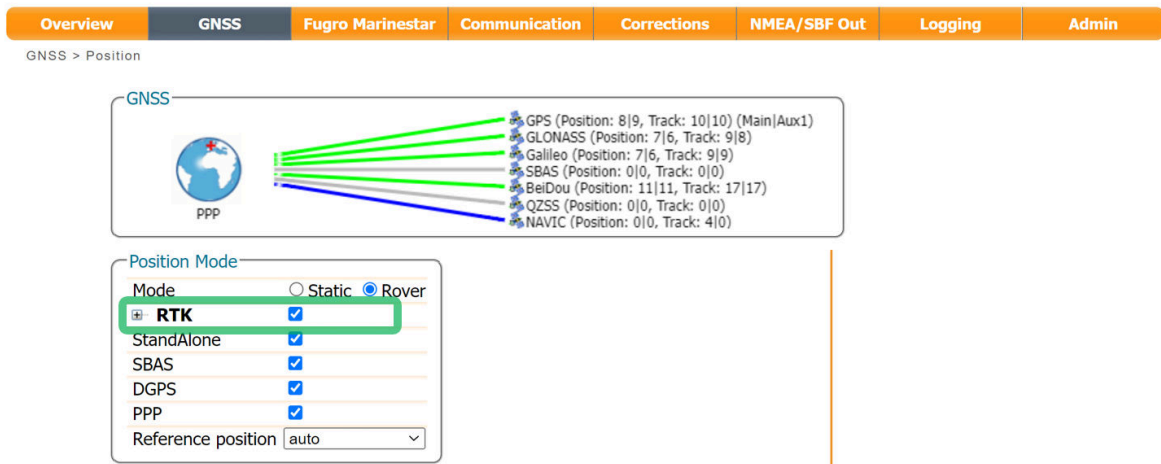 Overview GNSS Fugro Marinestar Communication Corrections NMEA/SBF Out Logging Admin
GNSS > Position
GNSS
GPS (Position: 8|9, Track: 10|10) (Main|Aux1)
GLONASS (Position: 7|6, Track: 9|8)
Galileo (Position: 7|6, Track: 9|9)
SBAS (Position: 0|0, Track: 0|0)
BeiDou (Position: 11|11, Track: 17|17)
QZSS (Position: 0|0, Track: 0|0)
NAVIC (Position: 0|0, Track: 4|0)
PPP
Position Mode
Mode Static Rover
RTK
StandAlone
SBAS
DGPS
PPP
Reference position auto